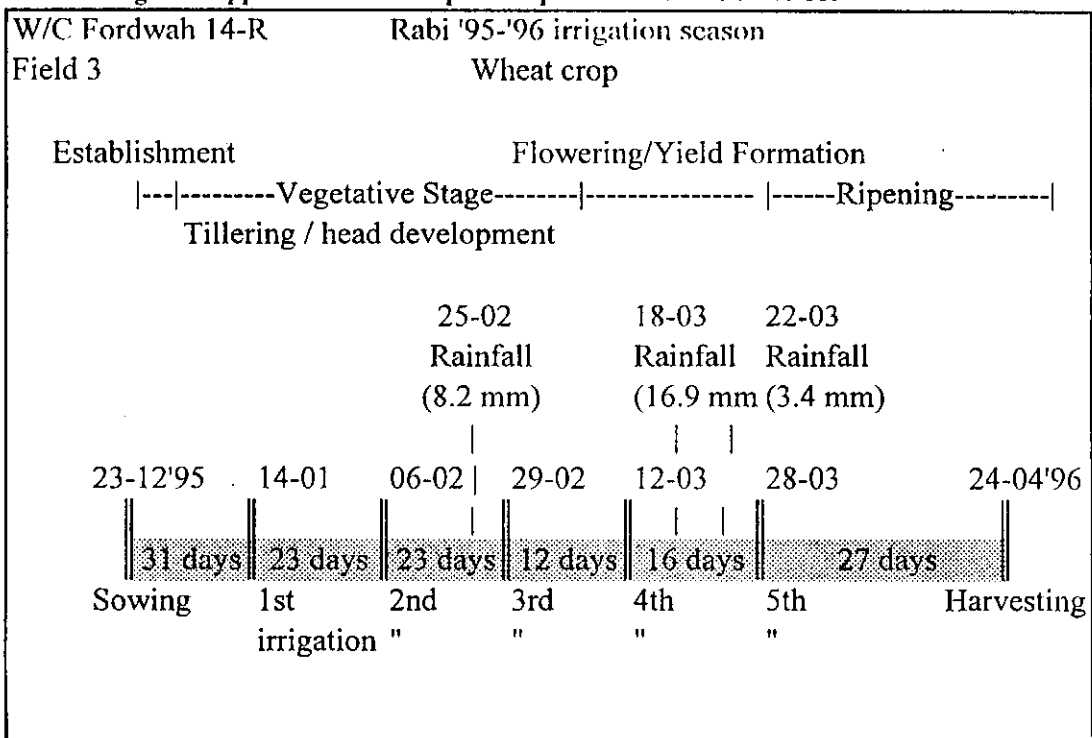 W/C Fordwah 14-R Rabi '95-'96 irrigation season
Field 3 Wheat crop
Establishment Flowering/Yield Formation
|---|----------Vegetative Stage--------|---------------- |------Ripening---------|
Tillering / head development
25-02 18-03 22-03
Rainfall Rainfall Rainfall
(8.2 mm) (16.9 mm (3.4 mm)
23-12'95 14-01 06-02 29-02 12-03 28-03 24-04'96
31 days 23 days 23 days 12 days 16 days 27 days
Sowing 1st 2nd 3rd 4th 5th Harvesting
irrigation " " " "